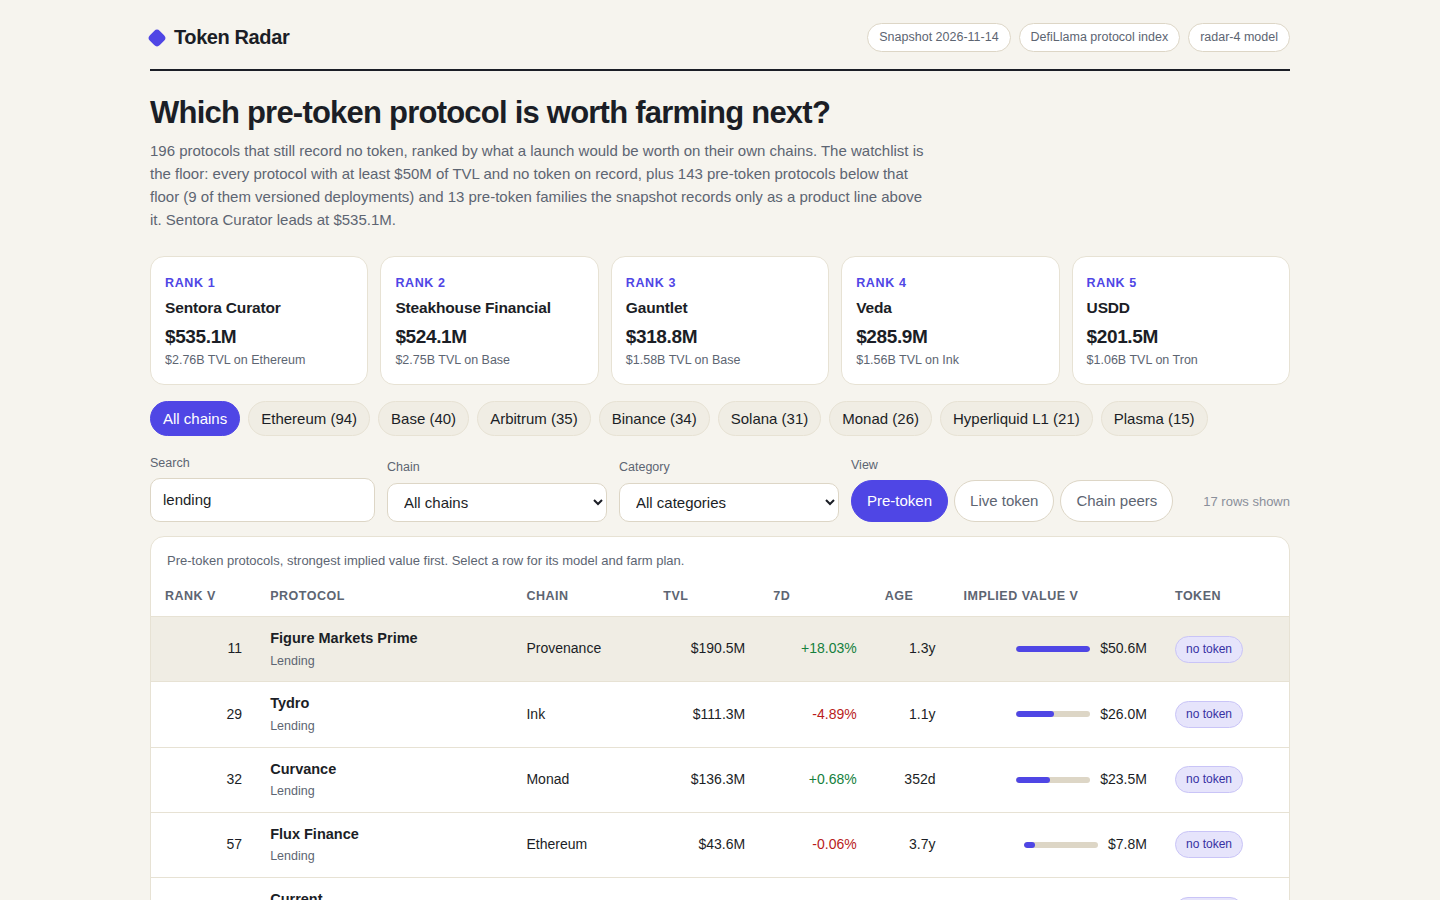 Token Radar
Snapshot 2026-11-14
DefiLlama protocol index
radar-4 model
Which pre-token protocol is worth farming next?
196 protocols that still record no token, ranked by what a launch would be worth on their own chains. The watchlist is
the floor: every protocol with at least $50M of TVL and no token on record, plus 143 pre-token protocols below that
floor (9 of them versioned deployments) and 13 pre-token families the snapshot records only as a product line above
it. Sentora Curator leads at $535.1M.
RANK 1
Sentora Curator
$535.1M
$2.76B TVL on Ethereum
RANK 2
Steakhouse Financial
$524.1M
$2.75B TVL on Base
RANK 3
Gauntlet
$318.8M
$1.58B TVL on Base
RANK 4
Veda
$285.9M
$1.56B TVL on Ink
RANK 5
USDD
$201.5M
$1.06B TVL on Tron
All chains
Ethereum (94)
Base (40)
Arbitrum (35)
Binance (34)
Solana (31)
Monad (26)
Hyperliquid L1 (21)
Plasma (15)
Search
lending
Chain
All chains
Category
All categories
View
Pre-token
Live token
Chain peers
17 rows shown
Pre-token protocols, strongest implied value first. Select a row for its model and farm plan.
RANK V PROTOCOL CHAIN TVL 7D AGE IMPLIED VALUE V TOKEN
11 Figure Markets Prime Provenance $190.5M +18.03% 1.3y $50.6M no token
Lending
29 Tydro Ink $111.3M -4.89% 1.1y $26.0M no token
Lending
32 Curvance Monad $136.3M +0.68% 352d $23.5M no token
Lending
57 Flux Finance Ethereum $43.6M -0.06% 3.7y $7.8M no token
Lending
Current